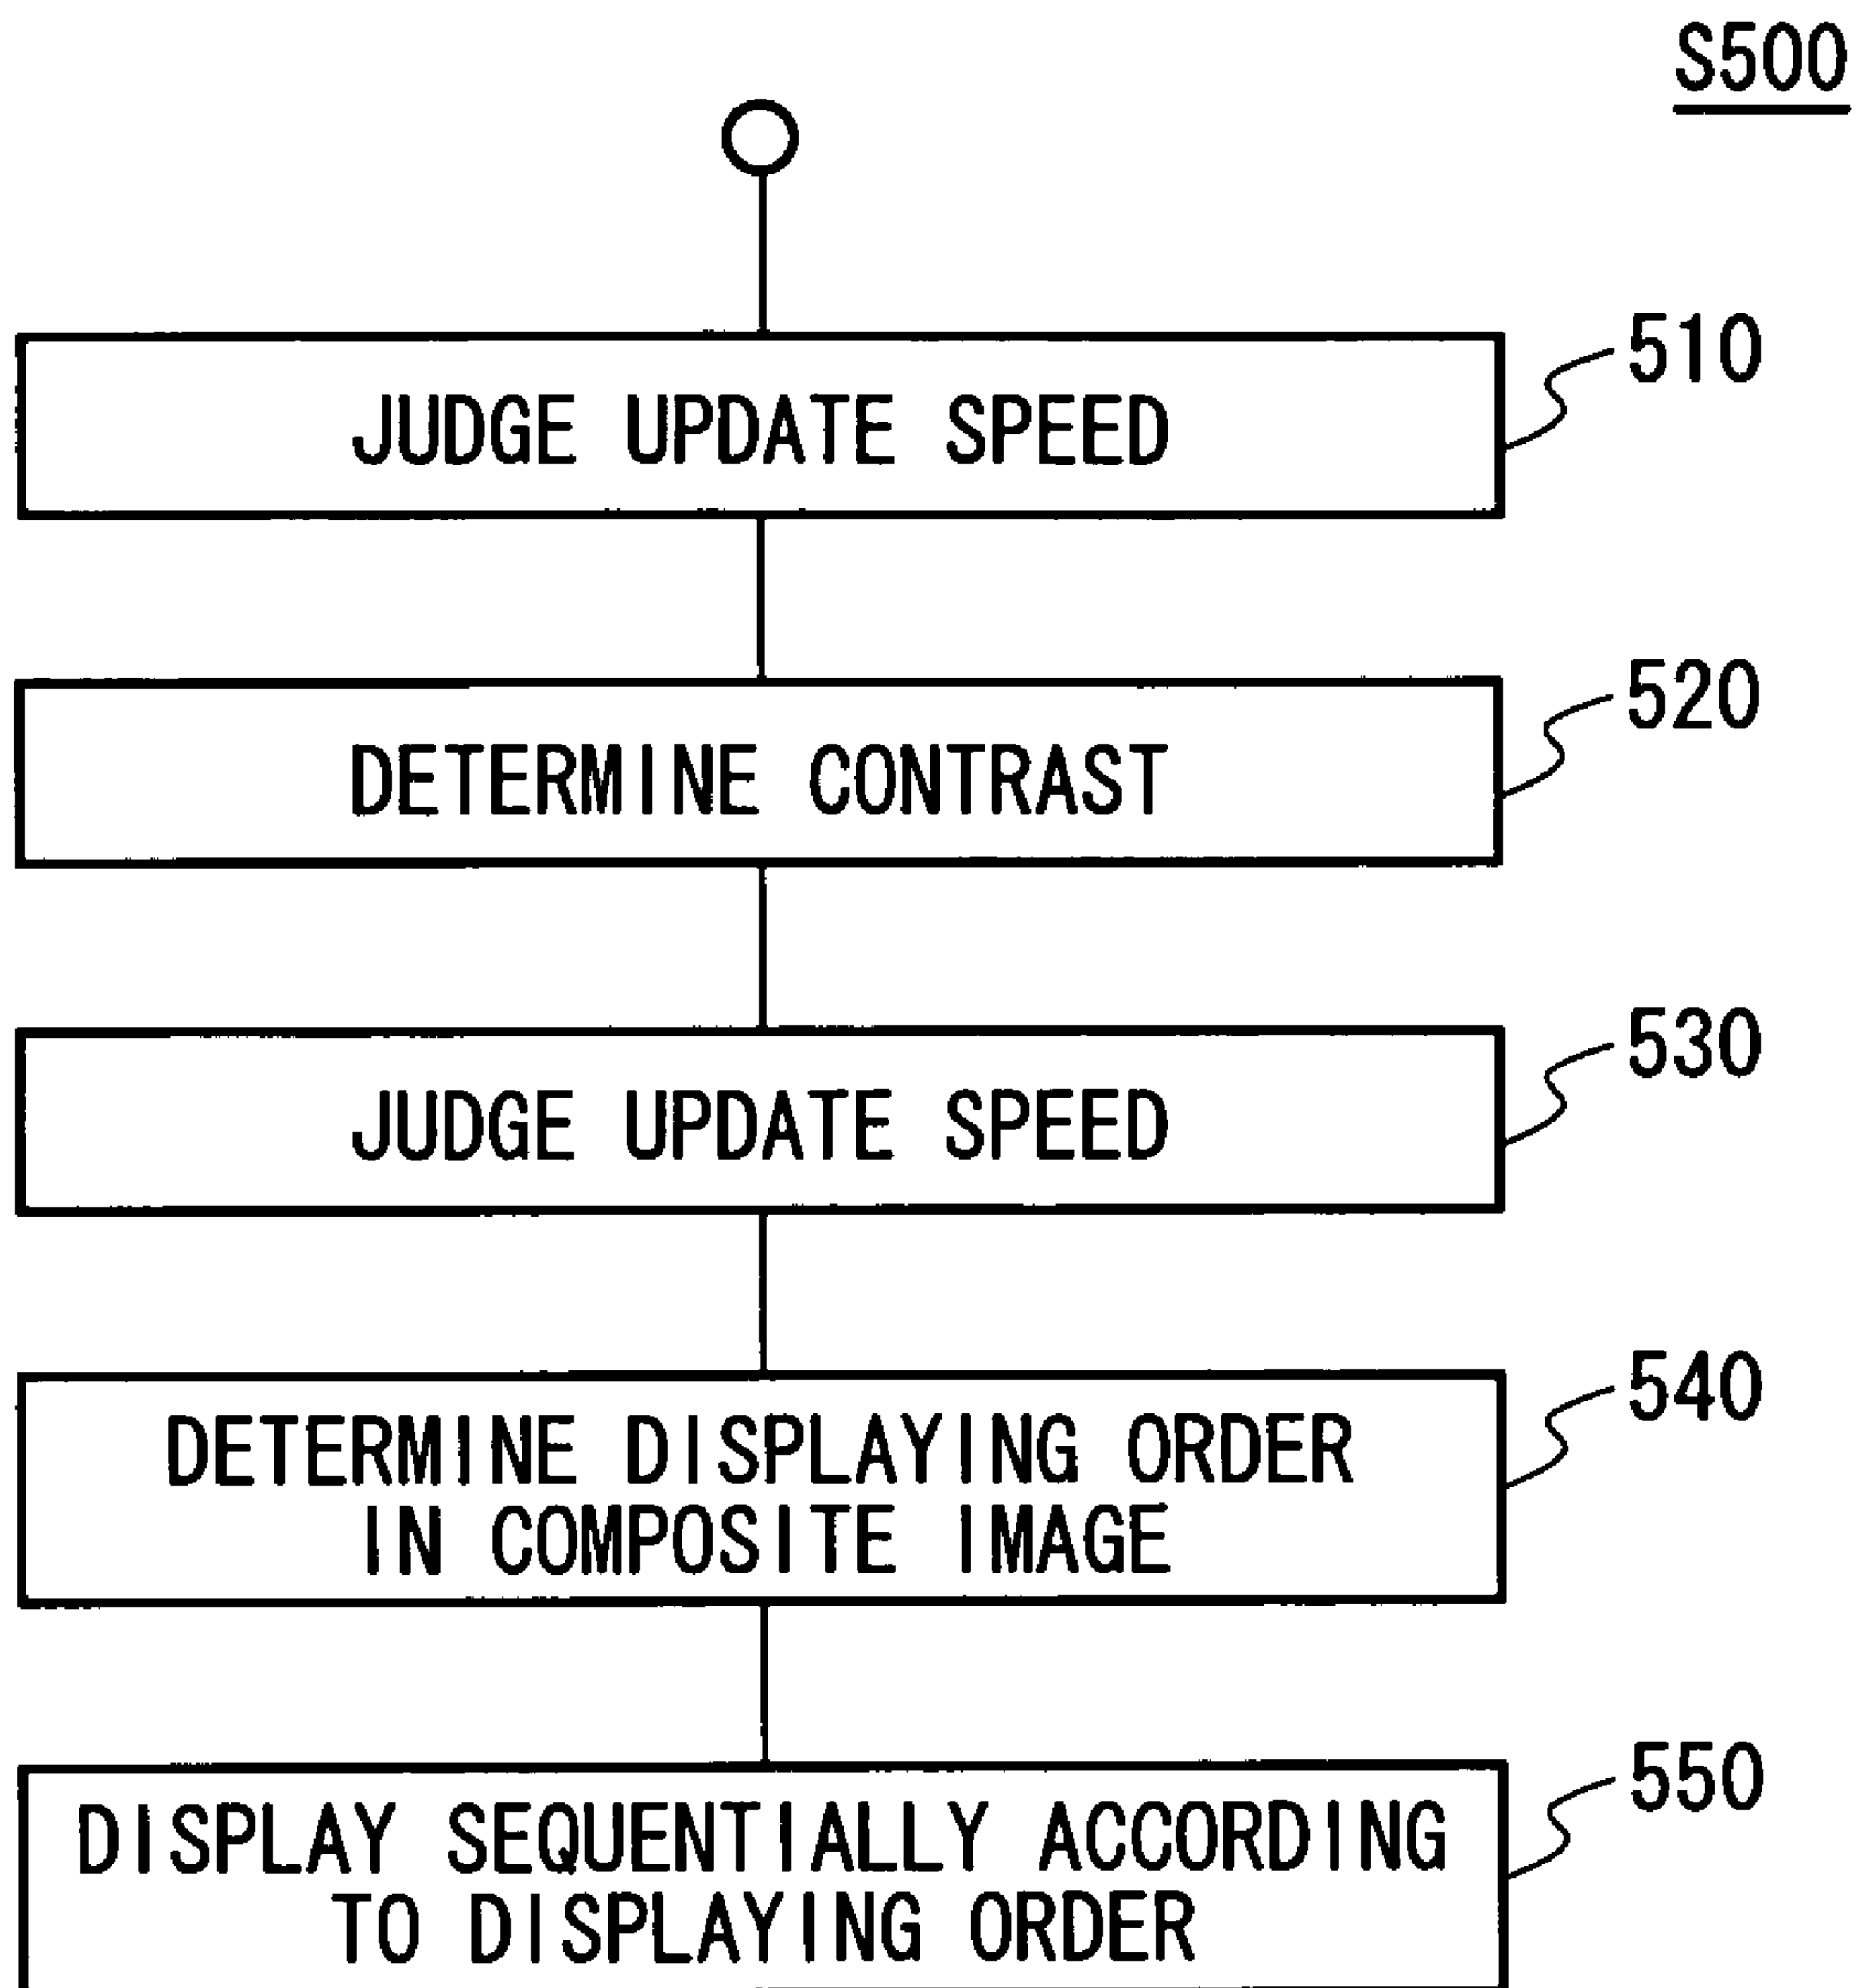 S500
510
JUDGE UPDATE SPEED
520
DETERMINE CONTRAST
530
JUDGE UPDATE SPEED
540
DETERMINE DISPLAYING ORDER
IN COMPOSITE IMAGE
550
DISPLAY SEQUENTIALLY ACCORDING
TO DISPLAYING ORDER